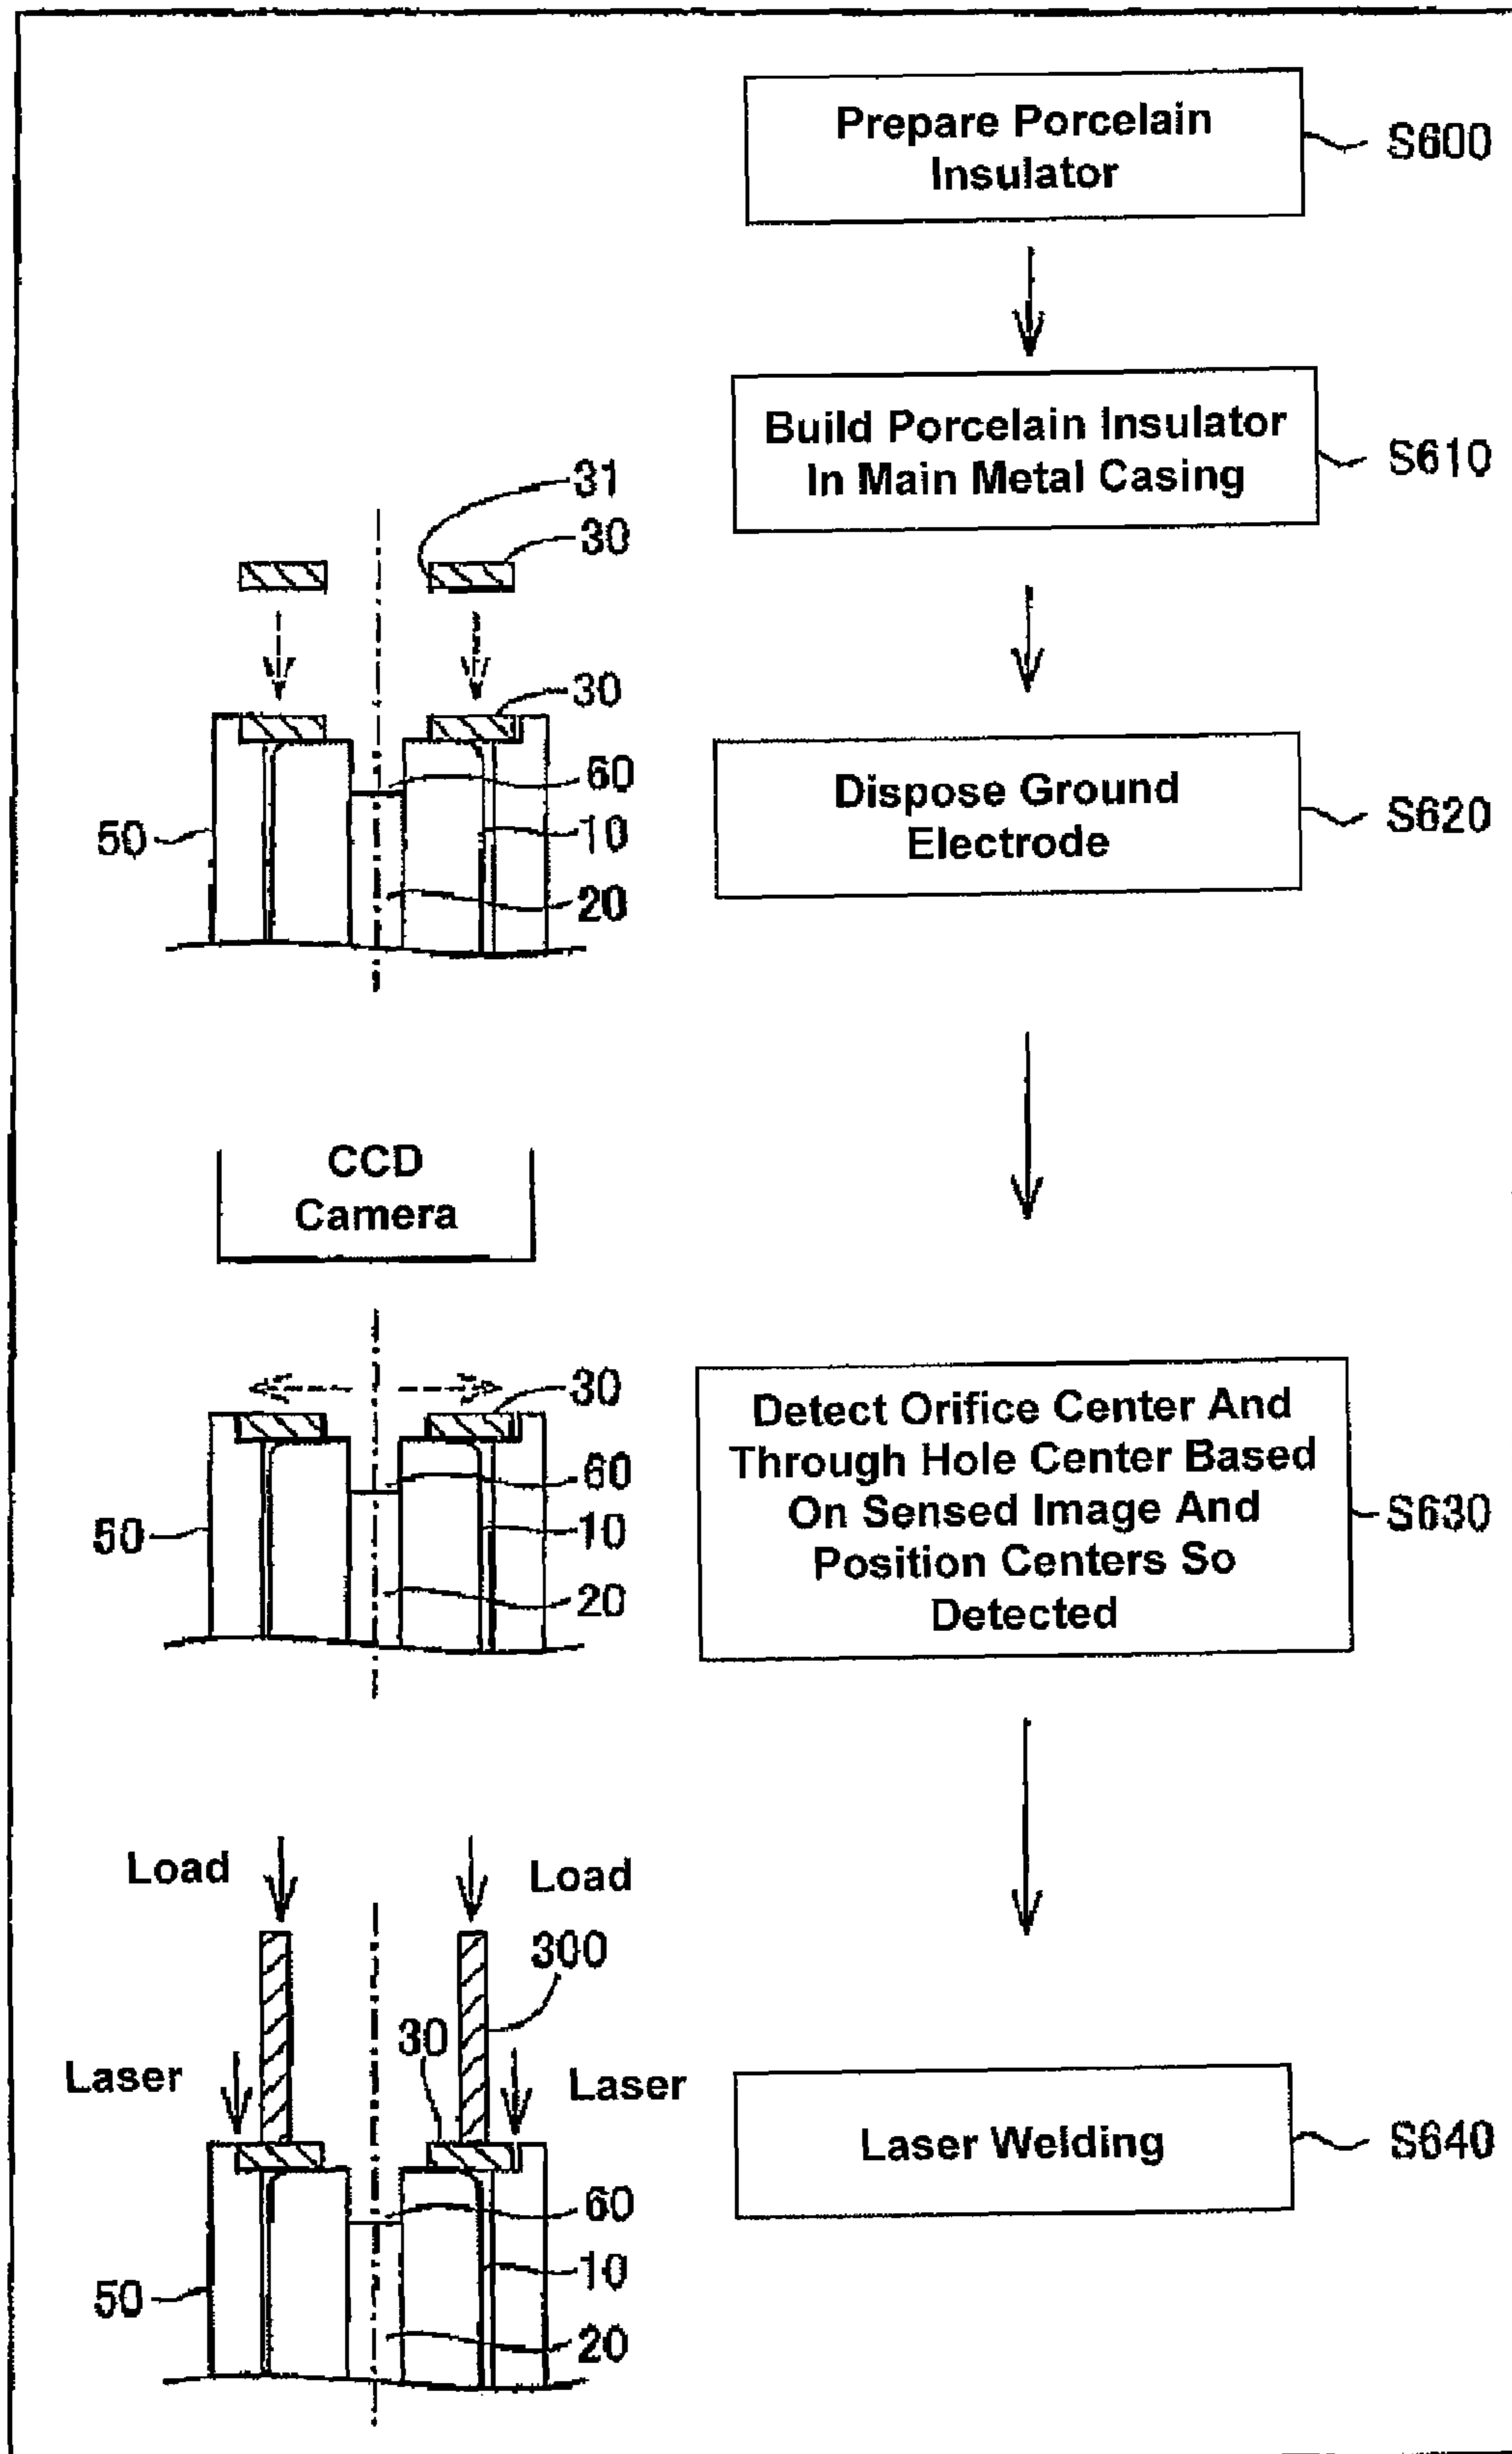 Prepare Porcelain
Insulator
S600
Build Porcelain Insulator
In Main Metal Casing
S610
31
30
30
60
50
10
20
Dispose Ground
Electrode
S620
CCD
Camera
30
60
50
10
20
Detect Orifice Center And
Through Hole Center Based
On Sensed Image And
Position Centers So
Detected
S630
Load
Load
300
30
Laser
Laser
60
10
50
20
Laser Welding
S640